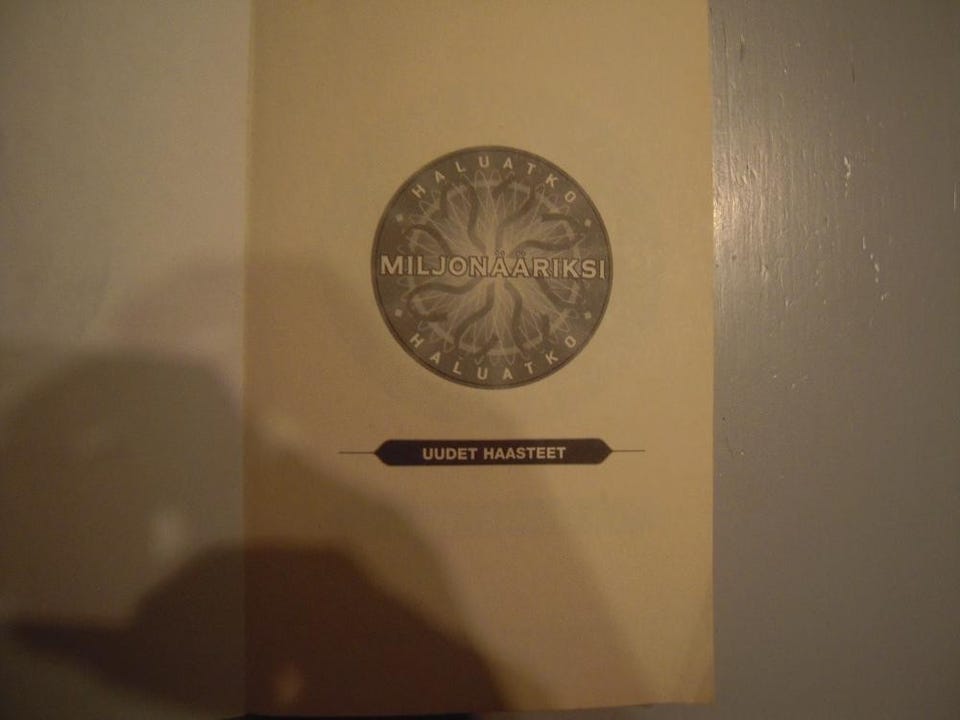 HALUATKO
MILJONÄÄRIKSI
HALUATKO
UUDET HAASTEET